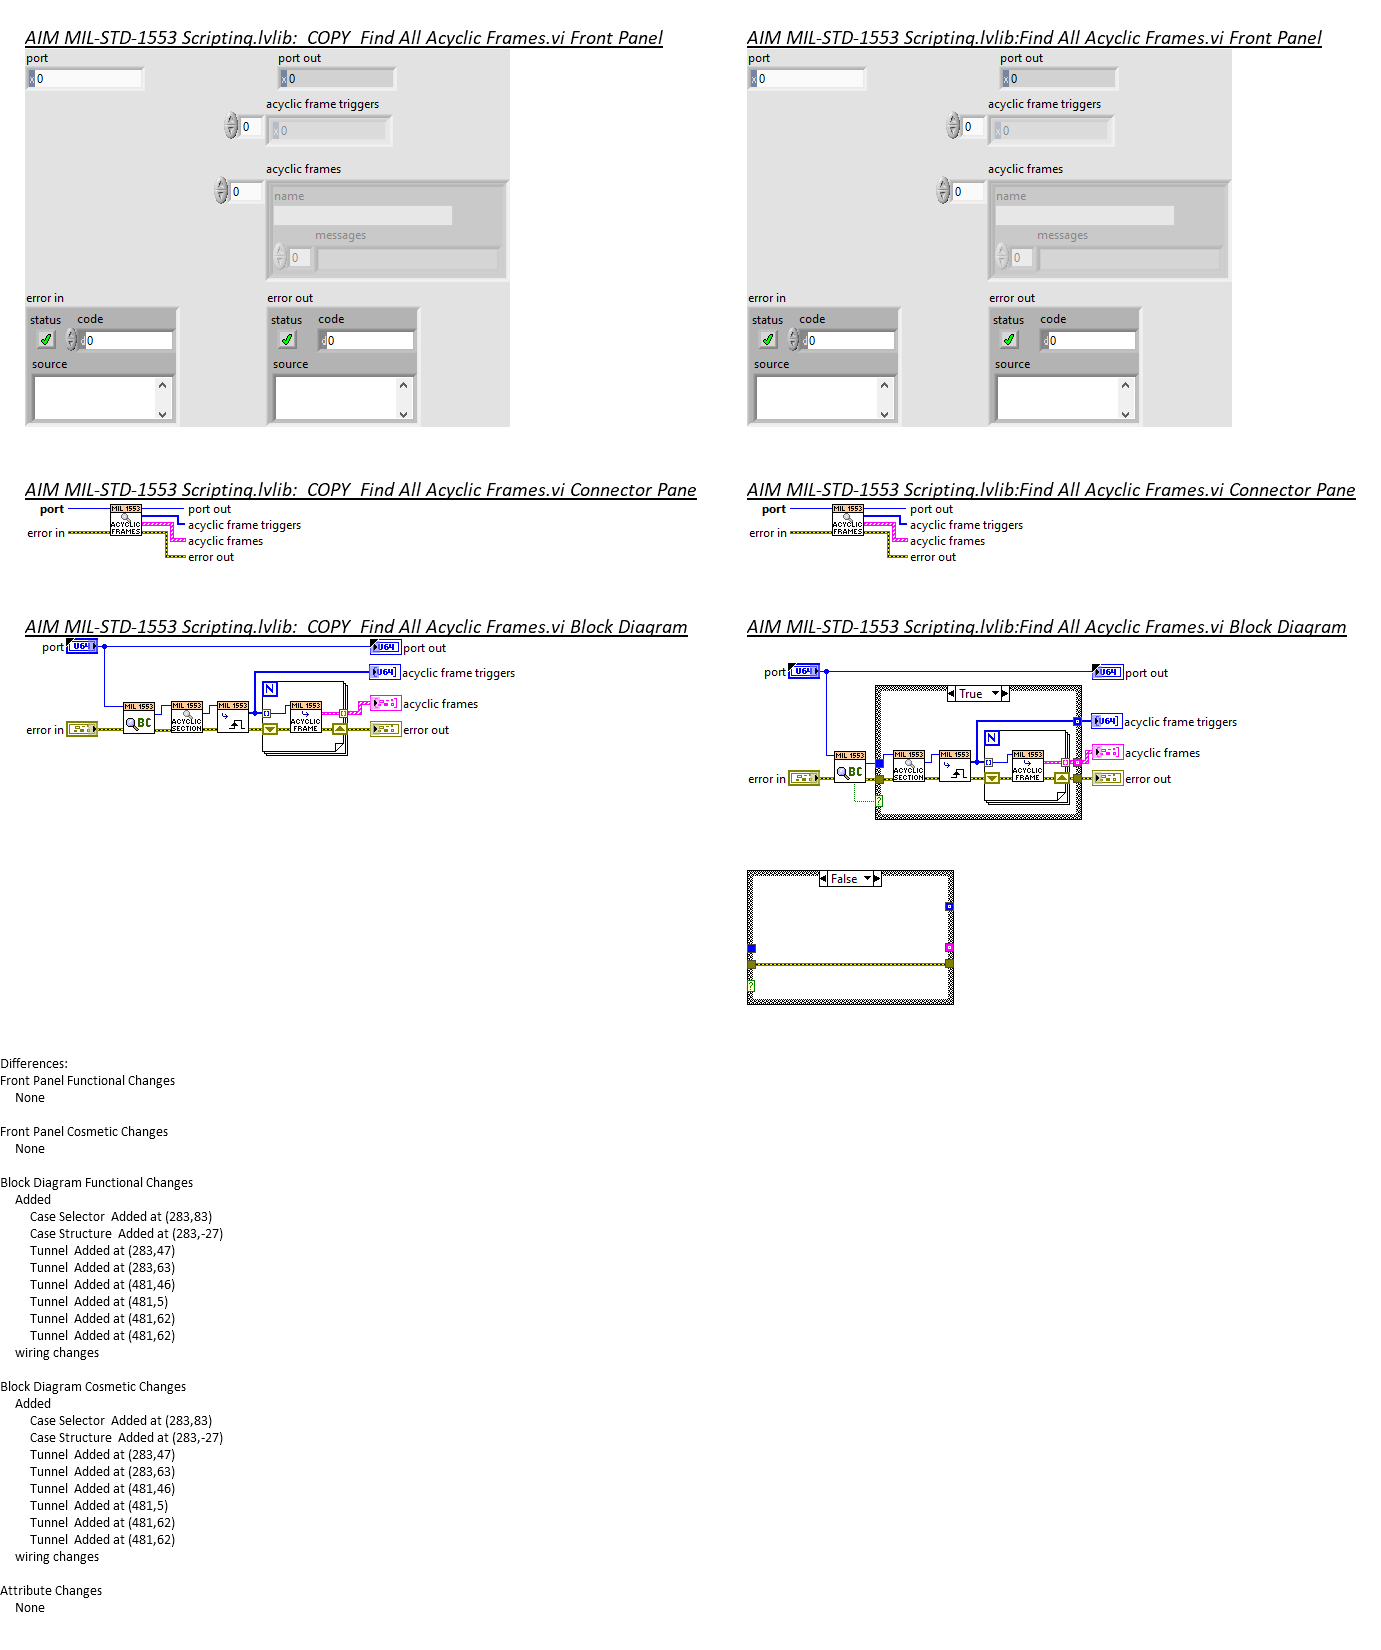 AIM MIL-STD-1553 Scripting.lvlib:  COPY  Find All Acyclic Frames.vi Front Panel
port
x 0
port out
x 0
acyclic frame triggers
0
x 0
acyclic frames
0
name
messages
0
error in
status
code
d 0
source
error out
status
code
d 0
source
AIM MIL-STD-1553 Scripting.lvlib:Find All Acyclic Frames.vi Front Panel
port
x 0
port out
x 0
acyclic frame triggers
0
x 0
acyclic frames
0
name
messages
0
error in
status
code
d 0
source
error out
status
code
d 0
source
AIM MIL-STD-1553 Scripting.lvlib:  COPY  Find All Acyclic Frames.vi Connector Pane
port
error in
MIL 1553
ACYCLIC
FRAMES
port out
acyclic frame triggers
acyclic frames
error out
AIM MIL-STD-1553 Scripting.lvlib:Find All Acyclic Frames.vi Connector Pane
port
error in
MIL 1553
ACYCLIC
FRAMES
port out
acyclic frame triggers
acyclic frames
error out
AIM MIL-STD-1553 Scripting.lvlib:  COPY  Find All Acyclic Frames.vi Block Diagram
port
U64
U64
port out
U64
acyclic frame triggers
N
acyclic frames
error in
MIL 1553
BC
MIL 1553
ACYCLIC
SECTION
MIL 1553
MIL 1553
ACYCLIC
FRAME
error out
AIM MIL-STD-1553 Scripting.lvlib:Find All Acyclic Frames.vi Block Diagram
port
U64
U64
port out
True
U64
acyclic frame triggers
N
acyclic frames
error in
MIL 1553
BC
MIL 1553
ACYCLIC
SECTION
MIL 1553
MIL 1553
ACYCLIC
FRAME
error out
?
False
?
Differences:
Front Panel Functional Changes
None
Front Panel Cosmetic Changes
None
Block Diagram Functional Changes
Added
Case Selector  Added at (283,83)
Case Structure  Added at (283,-27)
Tunnel  Added at (283,47)
Tunnel  Added at (283,63)
Tunnel  Added at (481,46)
Tunnel  Added at (481,5)
Tunnel  Added at (481,62)
Tunnel  Added at (481,62)
wiring changes
Block Diagram Cosmetic Changes
Added
Case Selector  Added at (283,83)
Case Structure  Added at (283,-27)
Tunnel  Added at (283,47)
Tunnel  Added at (283,63)
Tunnel  Added at (481,46)
Tunnel  Added at (481,5)
Tunnel  Added at (481,62)
Tunnel  Added at (481,62)
wiring changes
Attribute Changes
None